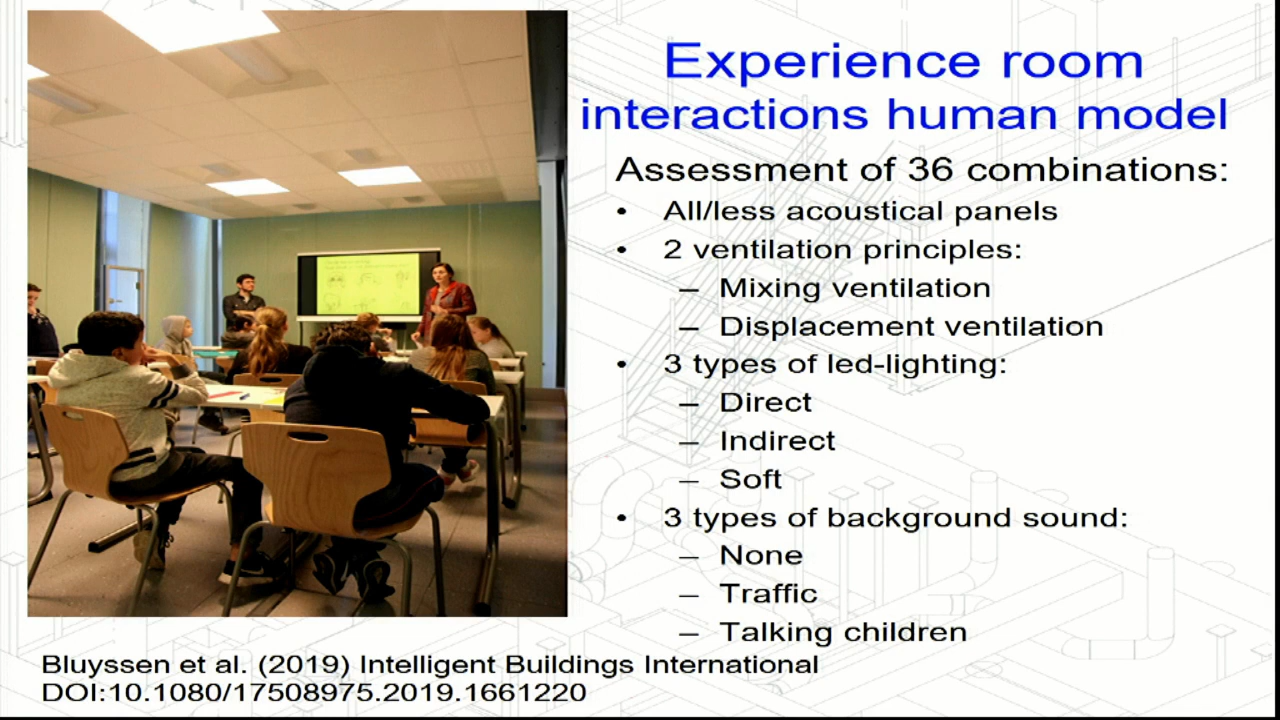 Experience room
interactions human model
Assessment of 36 combinations:
• All/less acoustical panels
• 2 ventilation principles:
– Mixing ventilation
– Displacement ventilation
• 3 types of led-lighting:
– Direct
– Indirect
– Soft
• 3 types of background sound:
– None
– Traffic
– Talking children
Bluyssen et al. (2019) Intelligent Buildings International
DOI:10.1080/17508975.2019.1661220